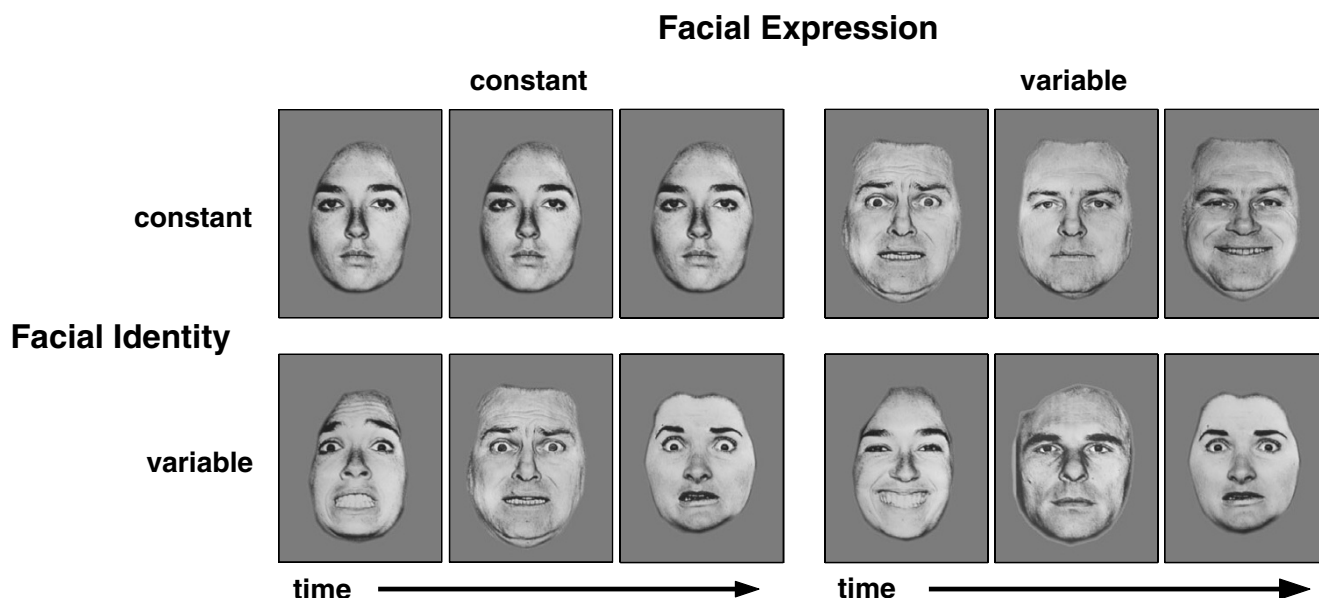 Facial Expression
constant
variable
constant
Facial Identity
variable
time
time